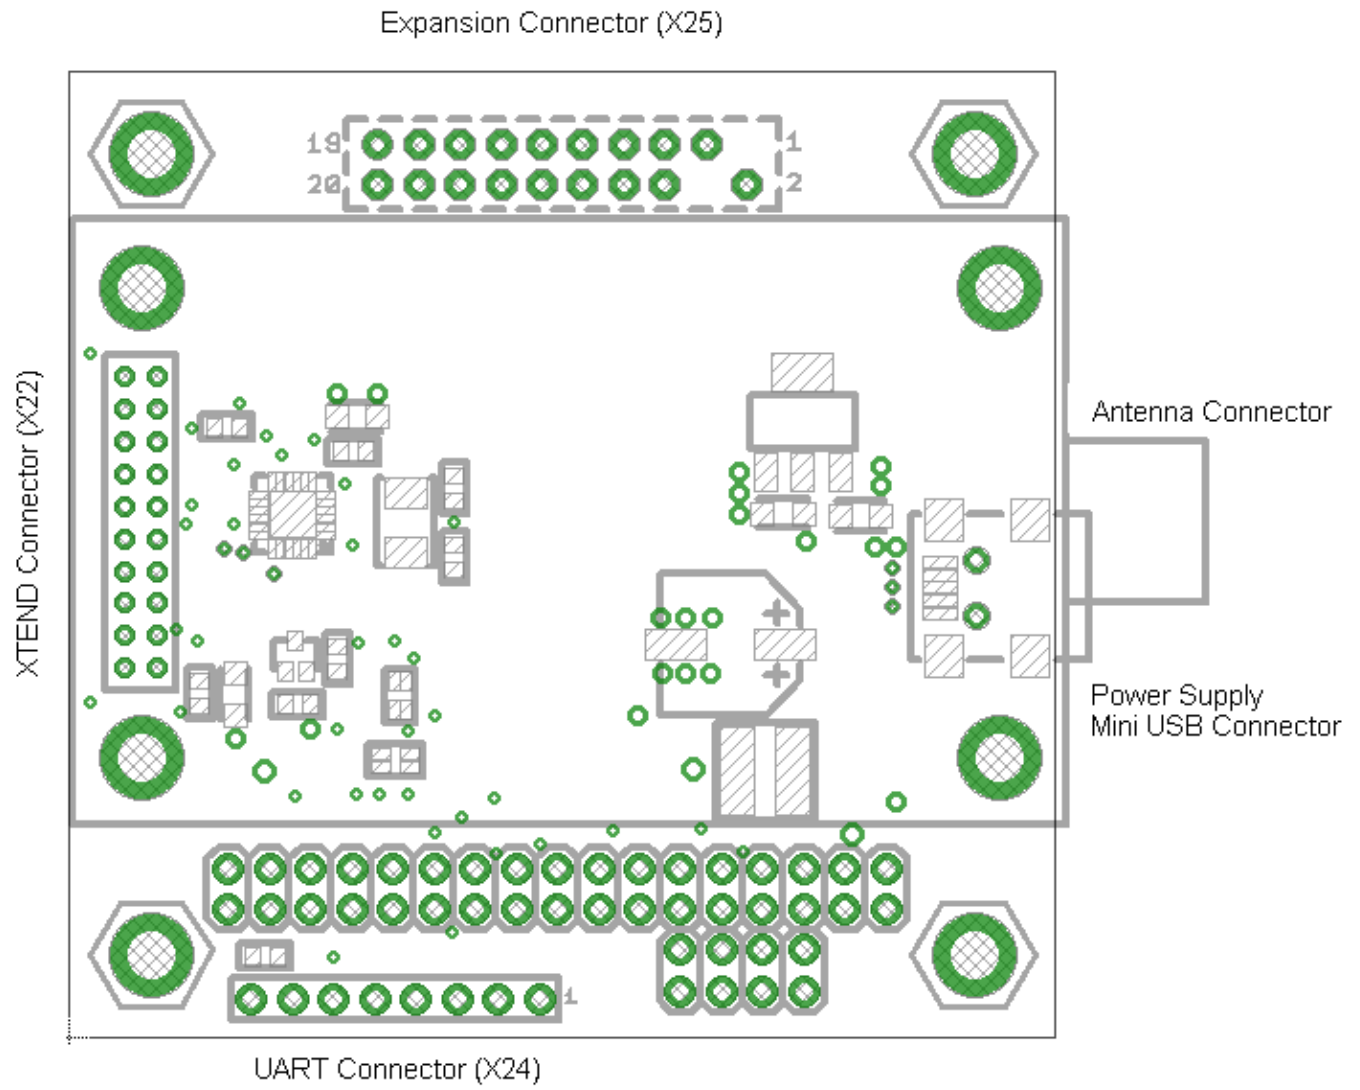 Expansion Connector (X25)
19 1
20 2
XTEND Connector (X22)
Antenna Connector
+
+
Power Supply
Mini USB Connector
1
UART Connector (X24)